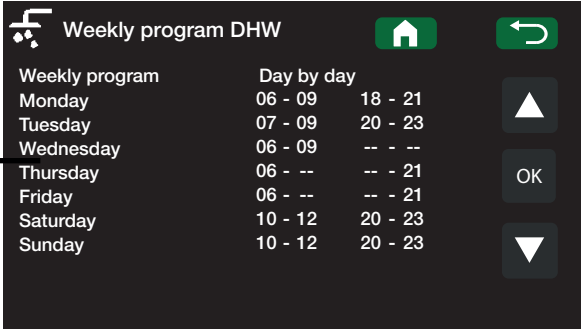 Weekly program DHW
Weekly program Day by day
Monday 06 - 09 18 - 21
Tuesday 07 - 09 20 - 23
Wednesday 06 - 09 -- - --
Thursday 06 - -- -- - 21
OK
Friday 06 - -- -- - 21
Saturday 10 - 12 20 - 23
Sunday 10 - 12 20 - 23